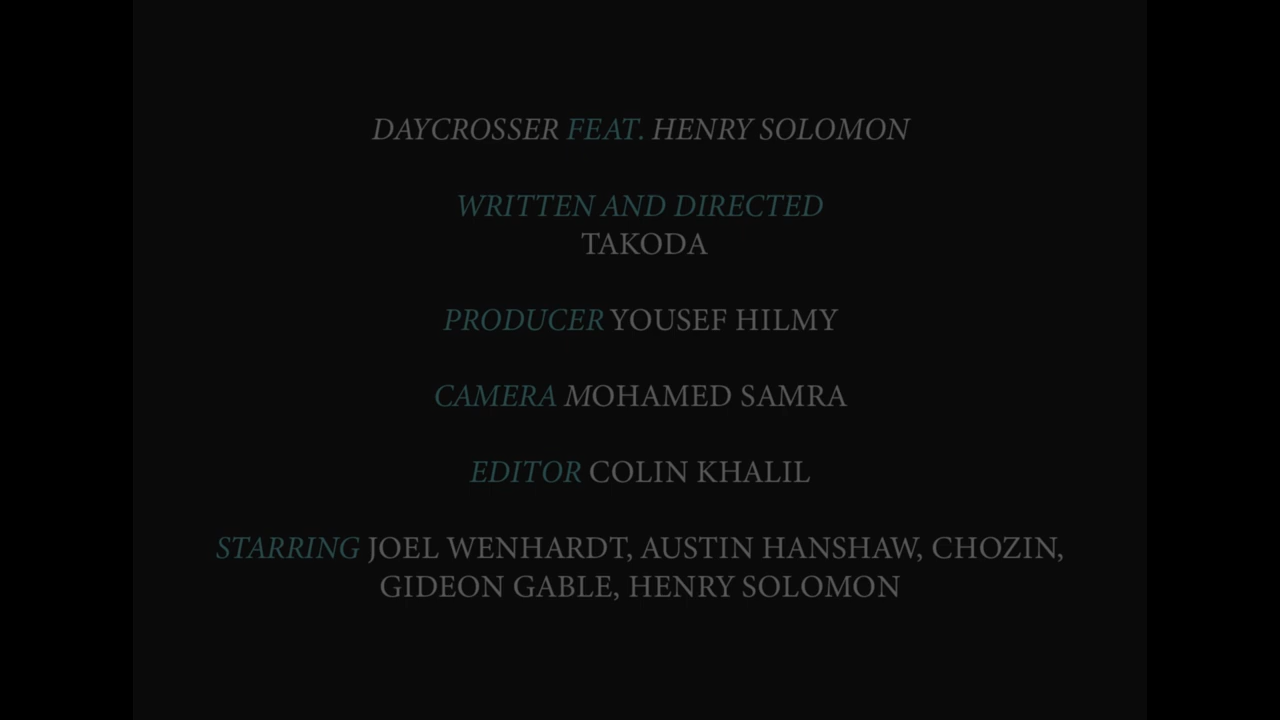 DAYCROSSER FEAT. HENRY SOLOMON
WRITTEN AND DIRECTED
TAKODA
PRODUCER YOUSEF HILMY
CAMERA MOHAMED SAMRA
EDITOR COLIN KHALIL
STARRING JOEL WENHARDT, AUSTIN HANSHAW, CHOZIN,
GIDEON GABLE, HENRY SOLOMON